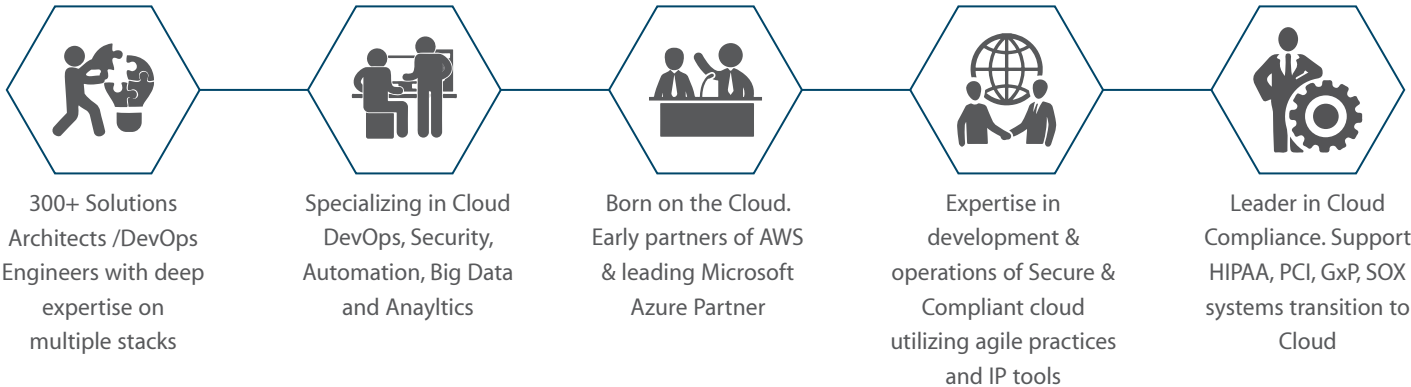 300+ Solutions
Architects /DevOps
Engineers with deep
expertise on
multiple stacks
Specializing in Cloud
DevOps, Security,
Automation, Big Data
and Anayltics
Born on the Cloud.
Early partners of AWS
& leading Microsoft
Azure Partner
Expertise in
development &
operations of Secure &
Compliant cloud
utilizing agile practices
and IP tools
Leader in Cloud
Compliance. Support
HIPAA, PCI, GxP, SOX
systems transition to
Cloud